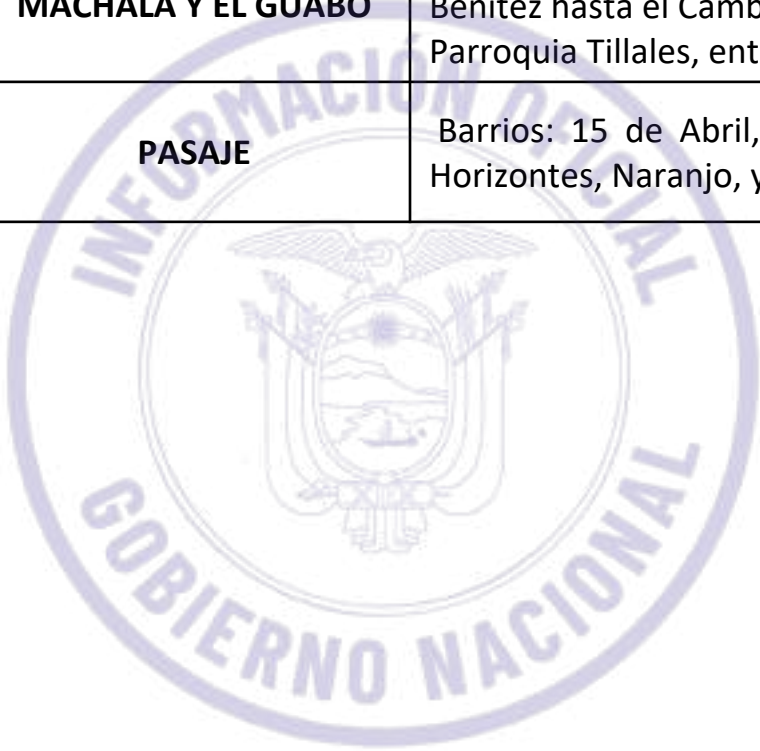 MACHALA Y EL GUABO
Benítez hasta el Camb
Parroquia Tillales, ent
PASAJE
Barrios: 15 de Abril,
Horizontes, Naranjo, y
INFORMACIÓN OFICIAL
GOBIERNO NACIONAL